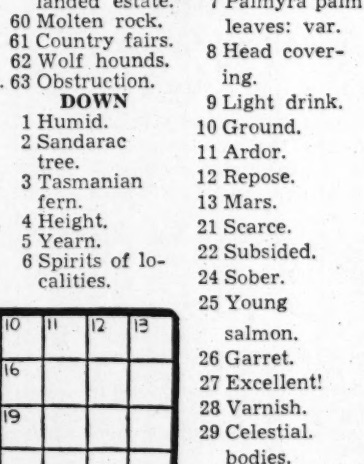 landed estate.
60 Molten rock.
61 Country fairs.
62 Wolf hounds.
. 63 Obstruction.
DOWN
1 Humid.
2 Sandarac
tree.
3 Tasmanian
fern.
4 Height.
5 Yearn.
6 Spirits of lo-
calities.
10 11 12 13
16
19
7 Palmyra palm
leaves: var.
8 Head cover-
ing.
9 Light drink.
10 Ground.
11 Ardor.
12 Repose.
13 Mars.
21 Scarce.
22 Subsided.
24 Sober.
25 Young
salmon.
26 Garret.
27 Excellent!
28 Varnish.
29 Celestial.
bodies.